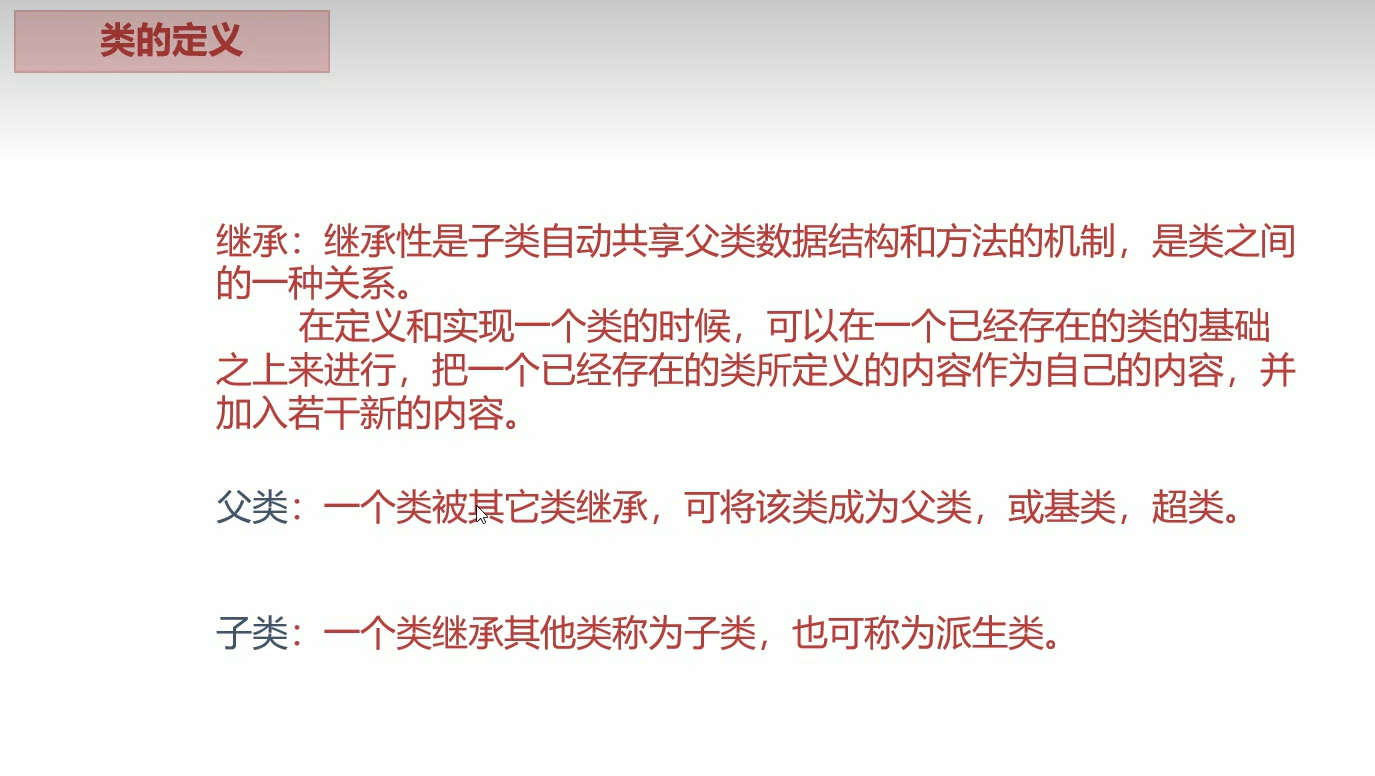 类的定义
继承：继承性是子类自动共享父类数据结构和方法的机制，是类之间
的一种关系。
在定义和实现一个类的时候，可以在一个已经存在的类的基础
之上来进行，把一个已经存在的类所定义的内容作为自己的内容，并
加入若干新的内容。
父类：一个类被其它类继承，可将该类成为父类，或基类，超类。
子类：一个类继承其他类称为子类，也可称为派生类。